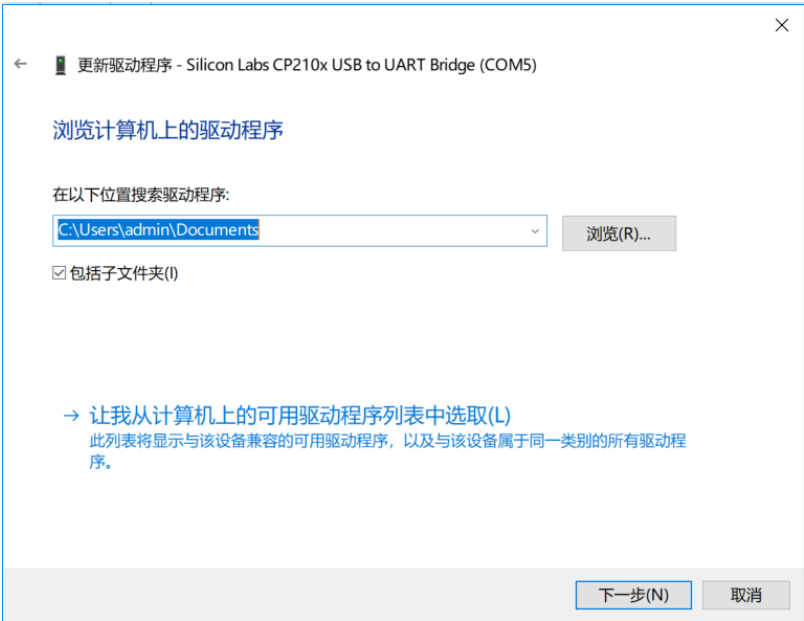 更新驱动程序 - Silicon Labs CP210x USB to UART Bridge (COM5)
浏览计算机上的驱动程序
在以下位置搜索驱动程序:
C:\Users\admin\Documents
浏览(R)...
包括子文件夹(I)
让我从计算机上的可用驱动程序列表中选取(L)
此列表将显示与该设备兼容的可用驱动程序，以及与该设备属于同一类别的所有驱动程
序。
下一步(N)
取消